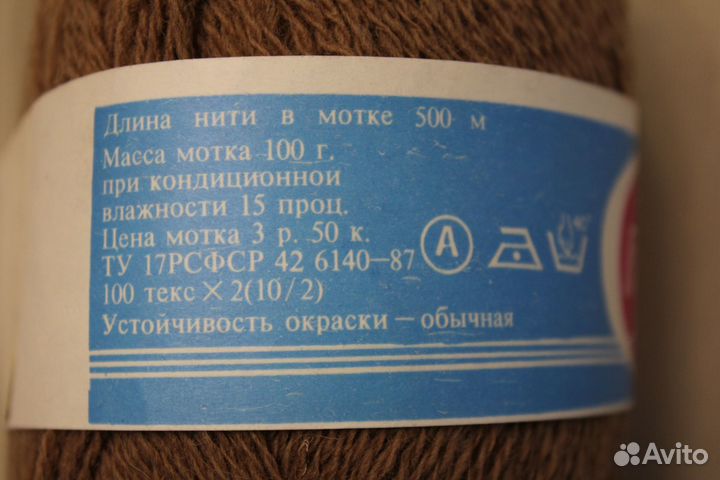 Длина нити в мотке 500 м
Масса мотка 100 г.
при кондиционной
влажности 15 проц.
Цена мотка 3 р. 50 к.
ТУ 17РСФСР 42 6140—87
100 текс × 2(10/2)
Устойчивость окраски — обычная
А
40°
Avito